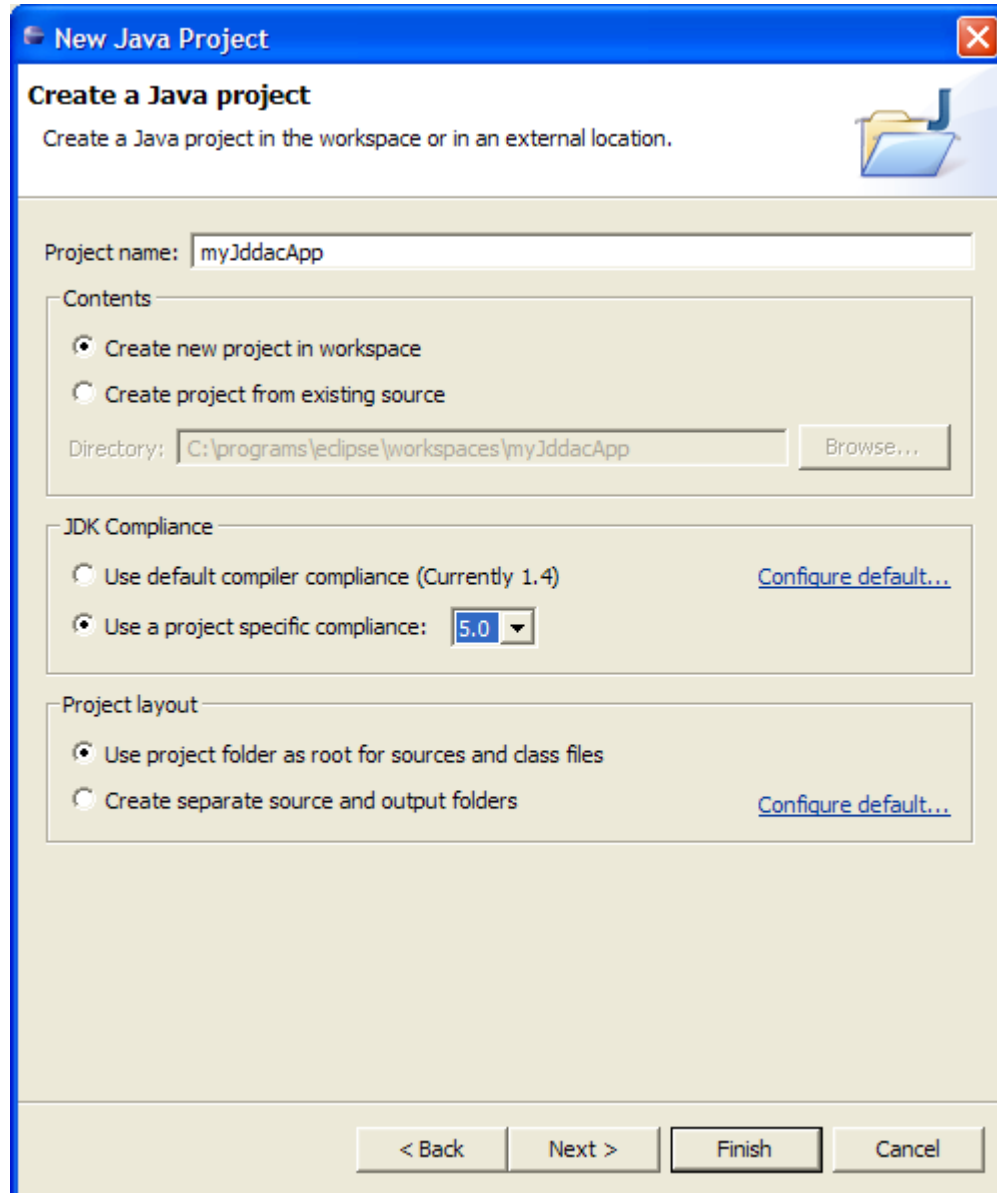 New Java Project
Create a Java project
Create a Java project in the workspace or in an external location.
Project name: myJddacApp
Contents
Create new project in workspace
Create project from existing source
Directory: C:\programs\eclipse\workspaces\myJddacApp Browse...
JDK Compliance
Use default compiler compliance (Currently 1.4) Configure default...
Use a project specific compliance: 5.0
Project layout
Use project folder as root for sources and class files
Create separate source and output folders Configure default...
< Back Next > Finish Cancel